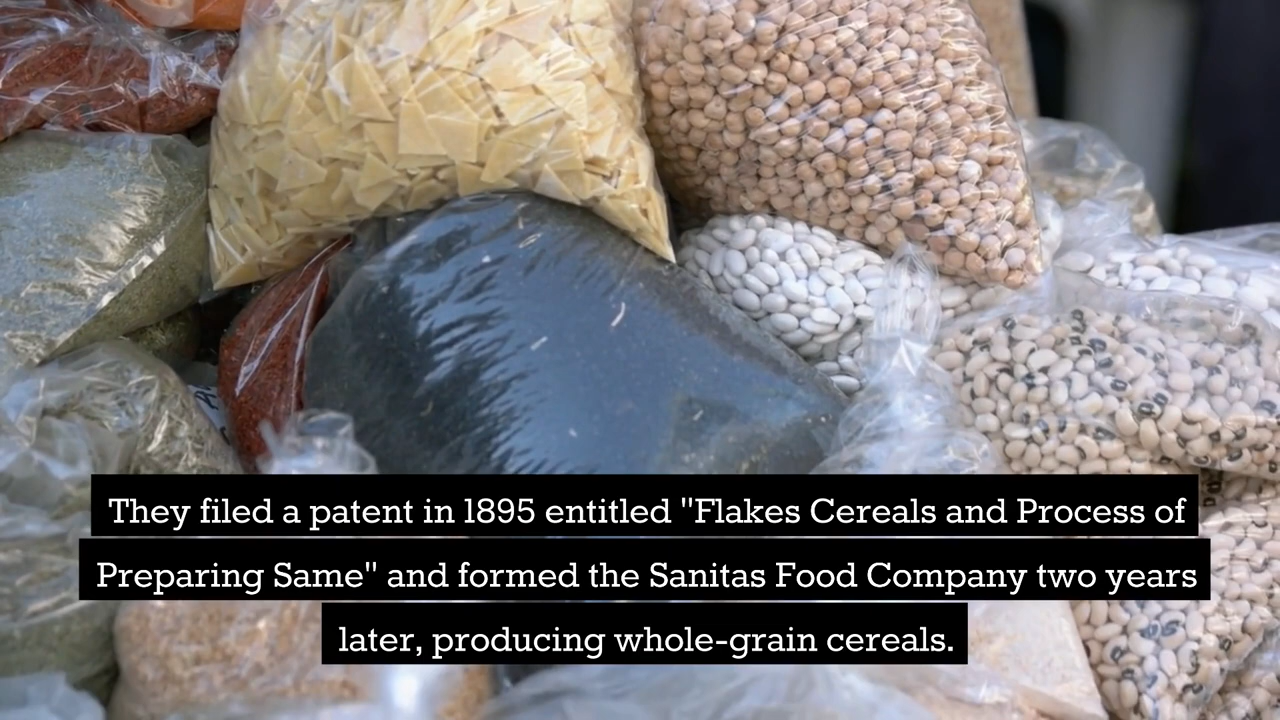 They filed a patent in 1895 entitled "Flakes Cereals and Process of
Preparing Same" and formed the Sanitas Food Company two years
later, producing whole-grain cereals.